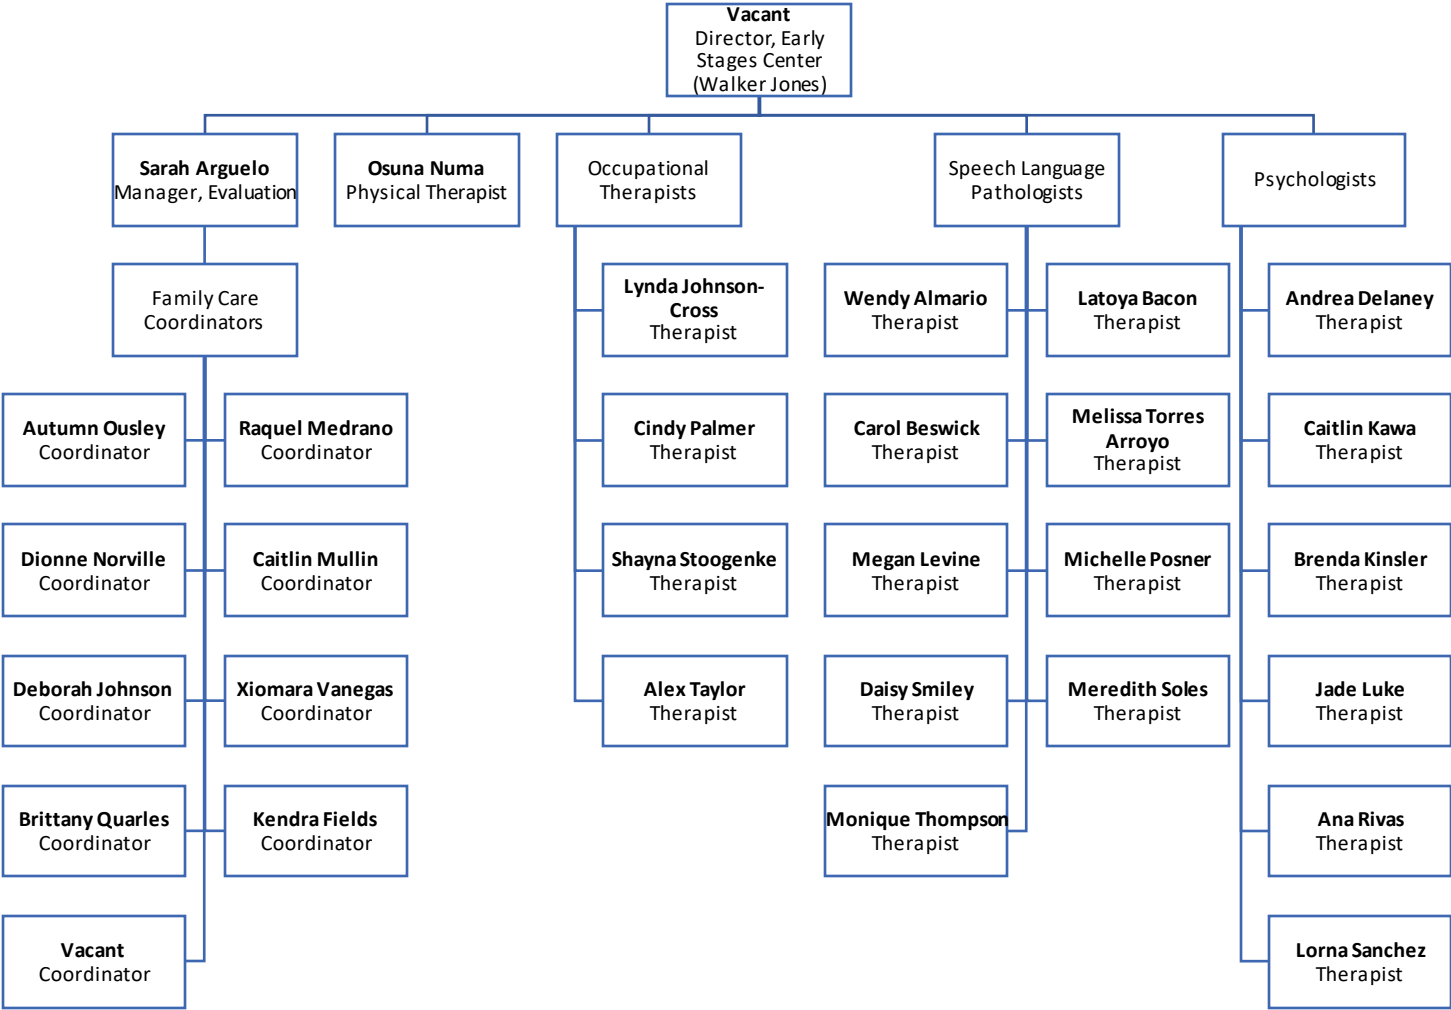 Vacant
Director, Early
Stages Center
(Walker Jones)
Sarah Arguelo
Manager, Evaluation
Osuna Numa
Physical Therapist
Occupational
Therapists
Speech Language
Pathologists
Psychologists
Family Care
Coordinators
Autumn Ousley
Coordinator
Raquel Medrano
Coordinator
Dionne Norville
Coordinator
Caitlin Mullin
Coordinator
Deborah Johnson
Coordinator
Xiomara Vanegas
Coordinator
Brittany Quarles
Coordinator
Kendra Fields
Coordinator
Vacant
Coordinator
Lynda Johnson-
Cross
Therapist
Cindy Palmer
Therapist
Shayna Stoogenke
Therapist
Alex Taylor
Therapist
Wendy Almario
Therapist
Latoya Bacon
Therapist
Carol Beswick
Therapist
Melissa Torres
Arroyo
Therapist
Megan Levine
Therapist
Michelle Posner
Therapist
Daisy Smiley
Therapist
Meredith Soles
Therapist
Monique Thompson
Therapist
Andrea Delaney
Therapist
Caitlin Kawa
Therapist
Brenda Kinsler
Therapist
Jade Luke
Therapist
Ana Rivas
Therapist
Lorna Sanchez
Therapist